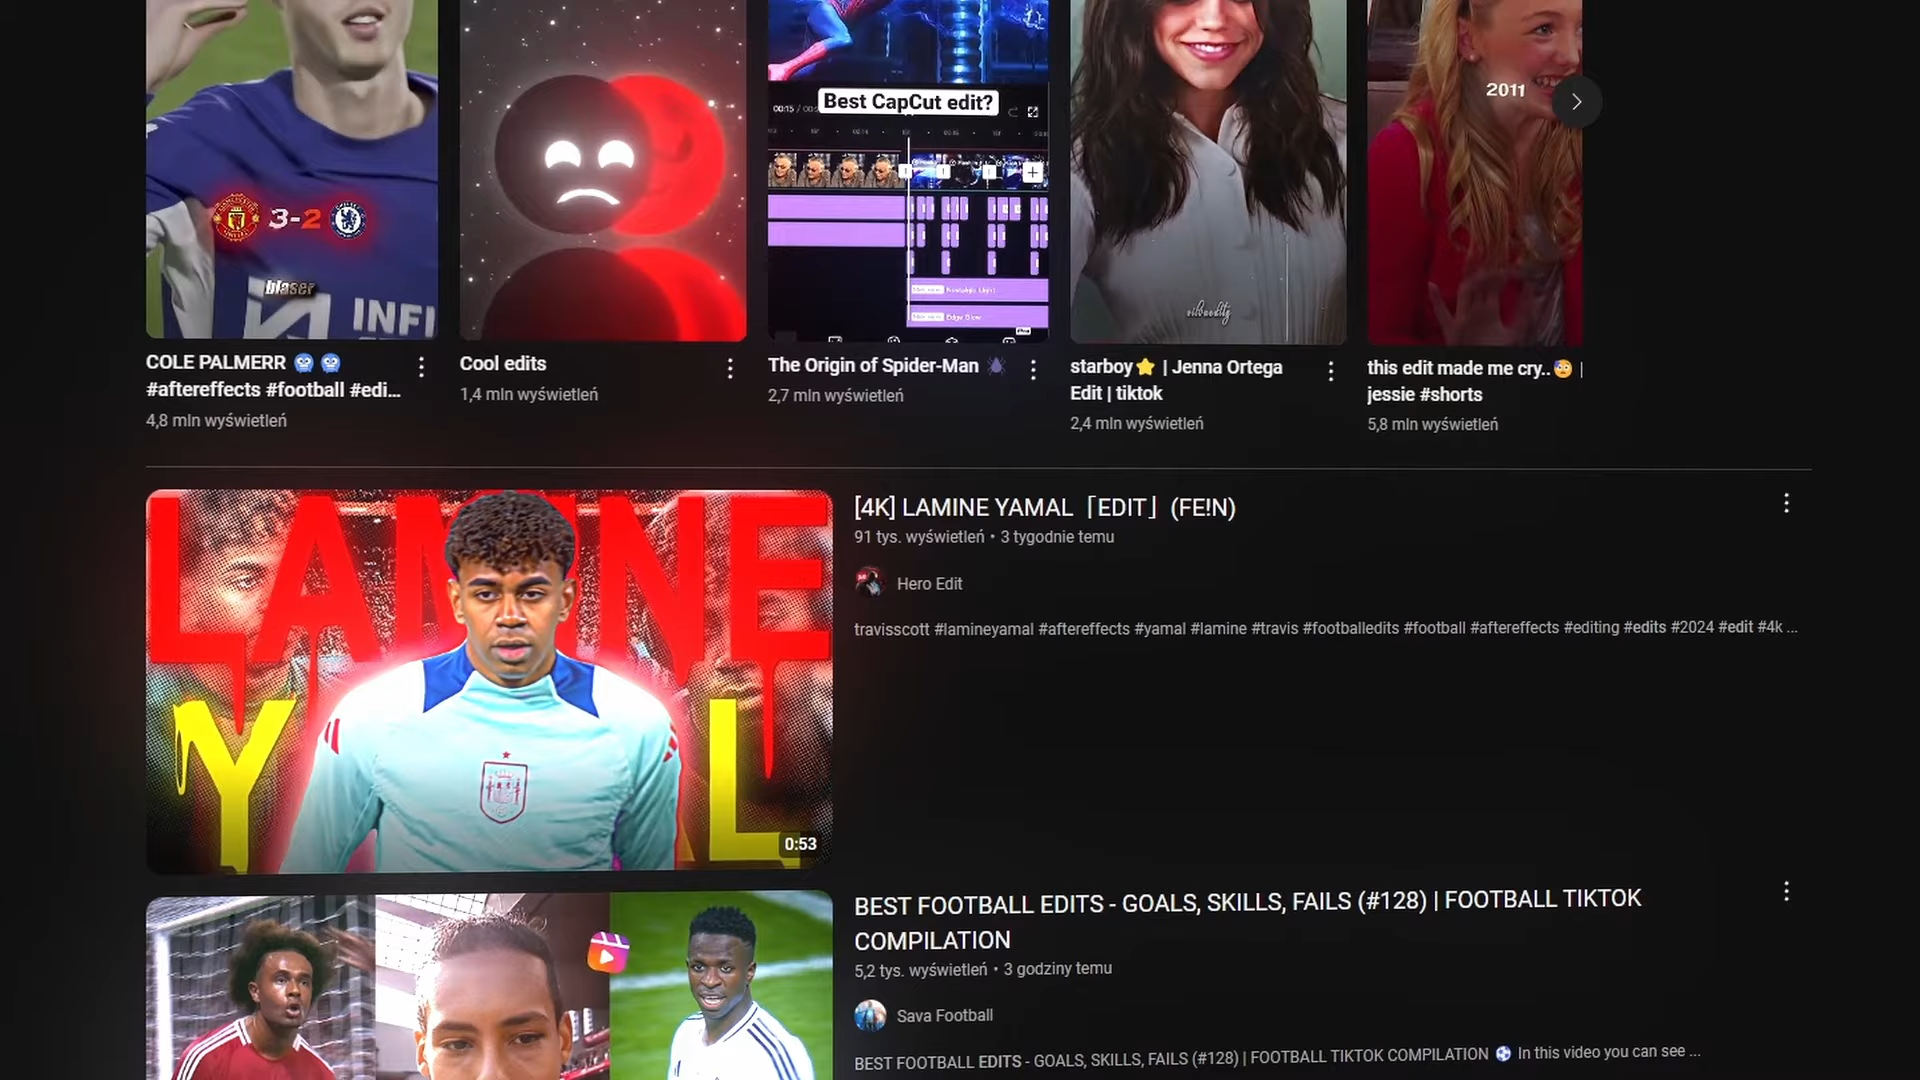 Best CapCut edit?
2011
3-2
blaser
INFI
COLE PALMERR 🥶 🥶
#aftereffects #football #edi...
4,8 mln wyświetleń
Cool edits
1,4 mln wyświetleń
The Origin of Spider-Man 🕷
2,7 mln wyświetleń
starboy⭐ | Jenna Ortega
Edit | tiktok
2,4 mln wyświetleń
this edit made me cry..😳 |
jessie #shorts
5,8 mln wyświetleń
LAMINE
Y
L
0:53
[4K] LAMINE YAMAL「EDIT」(FE!N)
91 tys. wyświetleń • 3 tygodnie temu
Hero Edit
travisscott #lamineyamal #aftereffects #yamal #lamine #travis #footballedits #football #aftereffects #editing #edits #2024 #edit #4k ...
BEST FOOTBALL EDITS - GOALS, SKILLS, FAILS (#128) | FOOTBALL TIKTOK
COMPILATION
5,2 tys. wyświetleń • 3 godziny temu
Sava Football
BEST FOOTBALL EDITS - GOALS, SKILLS, FAILS (#128) | FOOTBALL TIKTOK COMPILATION ⚽ In this video you can see ...